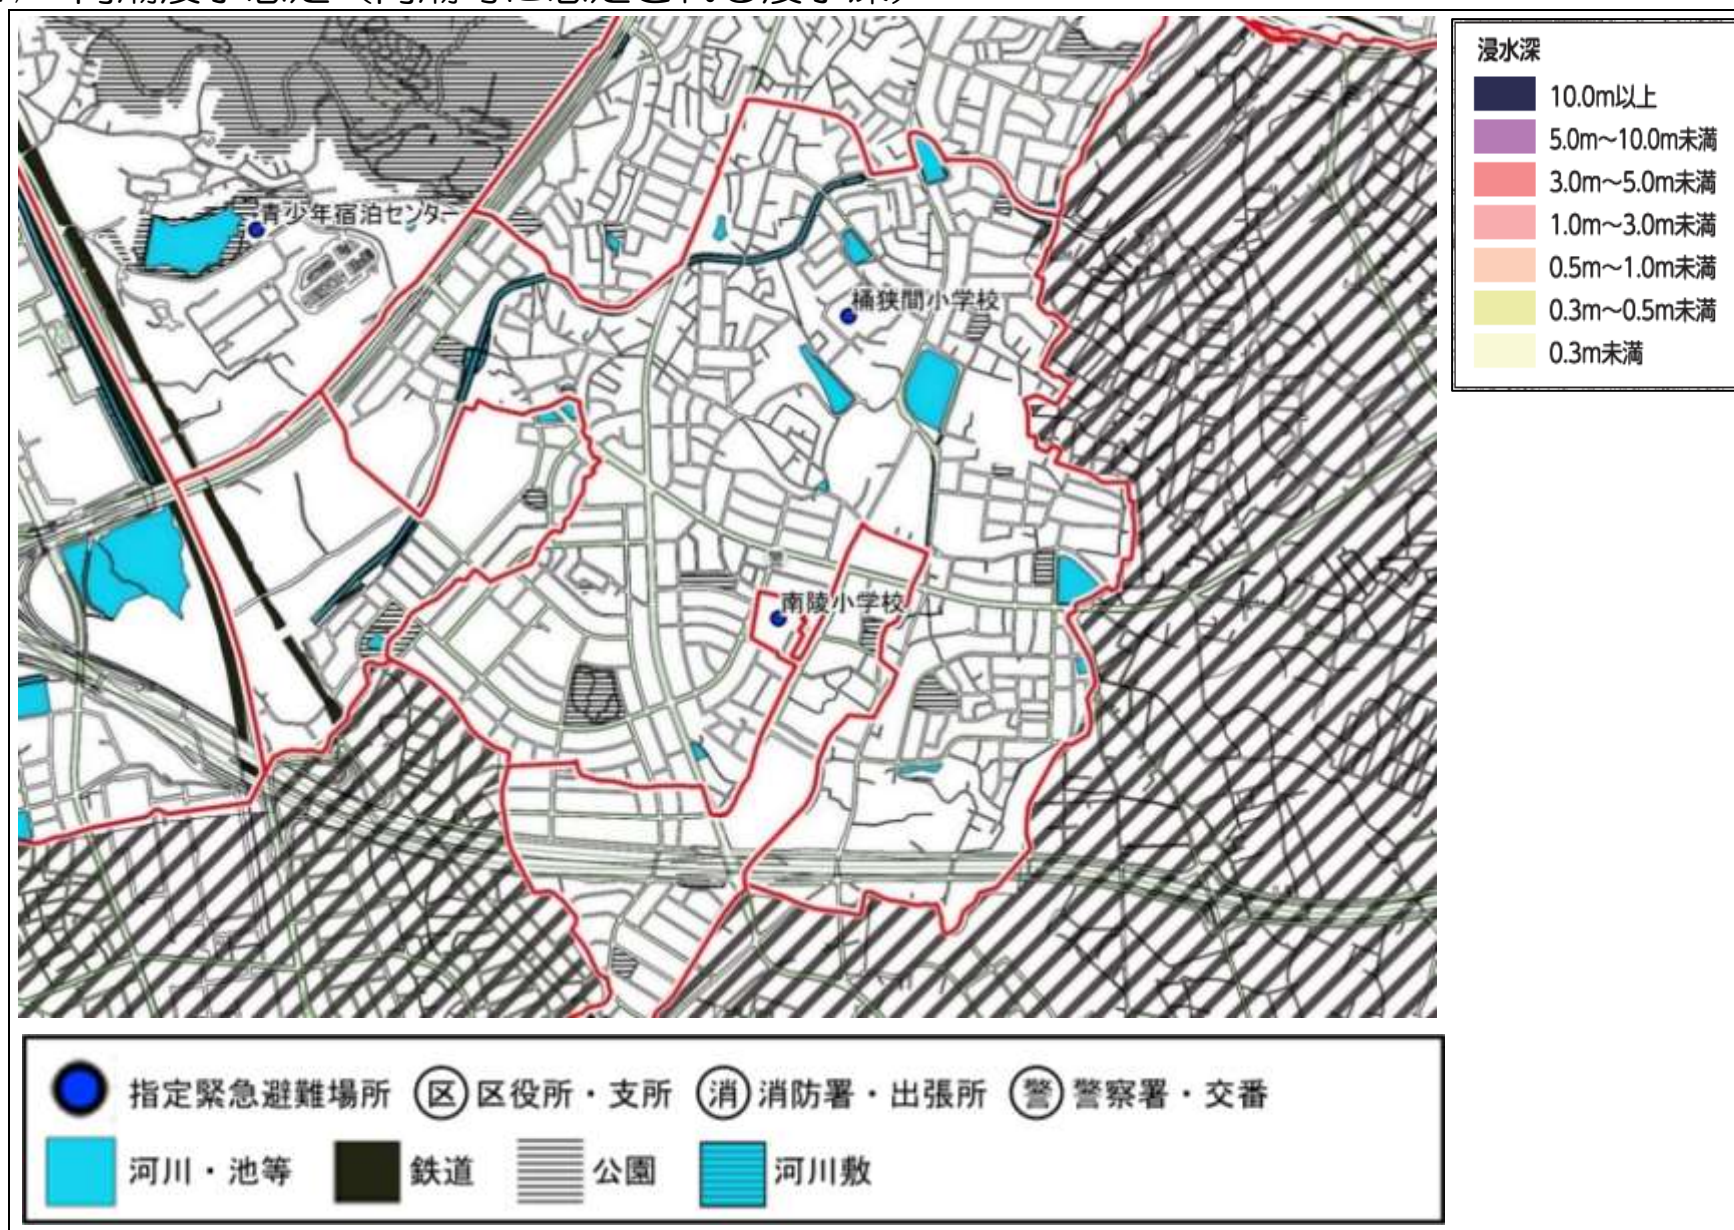 浸水深
10.0m以上
5.0m～10.0m未満
3.0m～5.0m未満
1.0m～3.0m未満
0.5m～1.0m未満
0.3m～0.5m未満
0.3m未満
青少年宿泊センター
桶狭間小学校
南陵小学校
指定緊急避難場所 区 区役所・支所 消 消防署・出張所 警 警察署・交番
河川・池等 鉄道 公園 河川敷